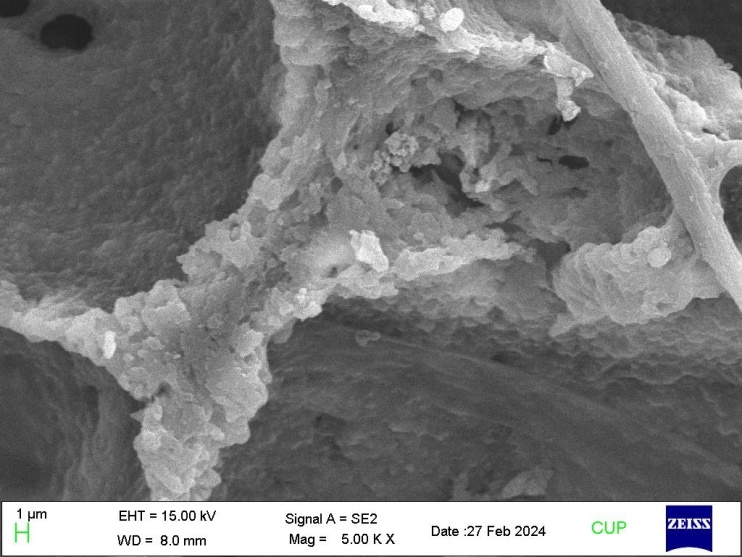 1 µm
EHT = 15.00 kV
Signal A = SE2
Date :27 Feb 2024
CUP
ZEISS
H
WD = 8.0 mm
Mag = 5.00 K X